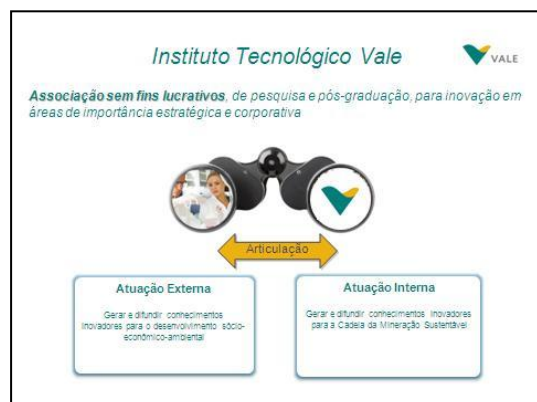 Instituto Tecnológico Vale
VALE
Associação sem fins lucrativos, de pesquisa e pós-graduação, para inovação em
áreas de importância estratégica e corporativa
Articulação
Atuação Externa
Gerar e difundir conhecimentos
Inovadores para o desenvolvimento sócio-
econômico-ambiental
Atuação Interna
Gerar e difundir conhecimentos Inovadores
para a Cadeia da Mineração Sustentável